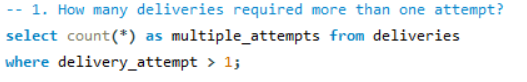 -- 1. How many deliveries required more than one attempt?
select count(*) as multiple_attempts from deliveries
where delivery_attempt > 1;